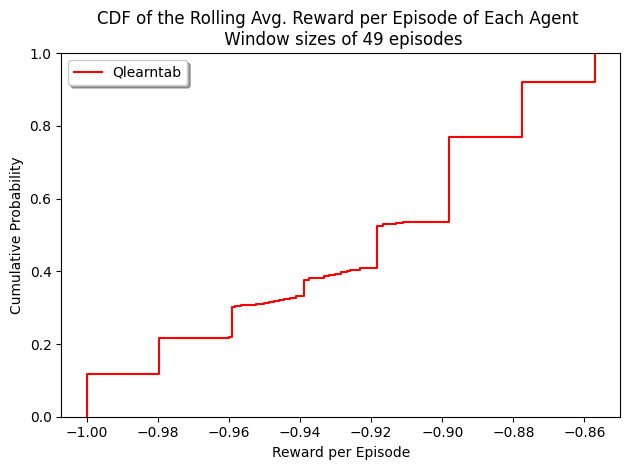 CDF of the Rolling Avg. Reward per Episode of Each Agent
Window sizes of 49 episodes
Qlearntab
Cumulative Probability
1.0
0.8
0.6
0.4
0.2
0.0
−1.00 −0.98 −0.96 −0.94 −0.92 −0.90 −0.88 −0.86
Reward per Episode